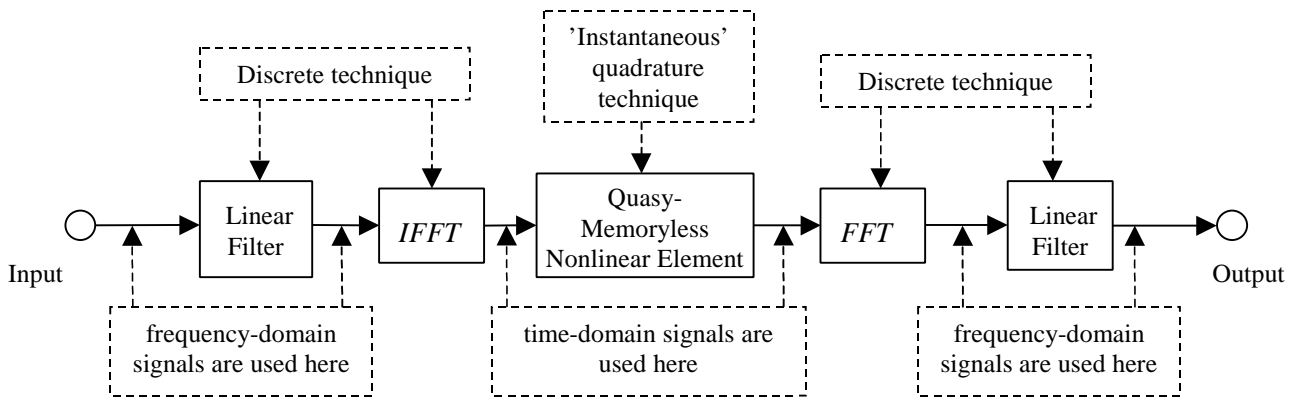 Discrete technique
’Instantaneous’
quadrature
technique
Discrete technique
Input
Linear
Filter
IFFT
Quasy-
Memoryless
Nonlinear Element
FFT
Linear
Filter
Output
frequency-domain
signals are used here
time-domain signals are
used here
frequency-domain
signals are used here